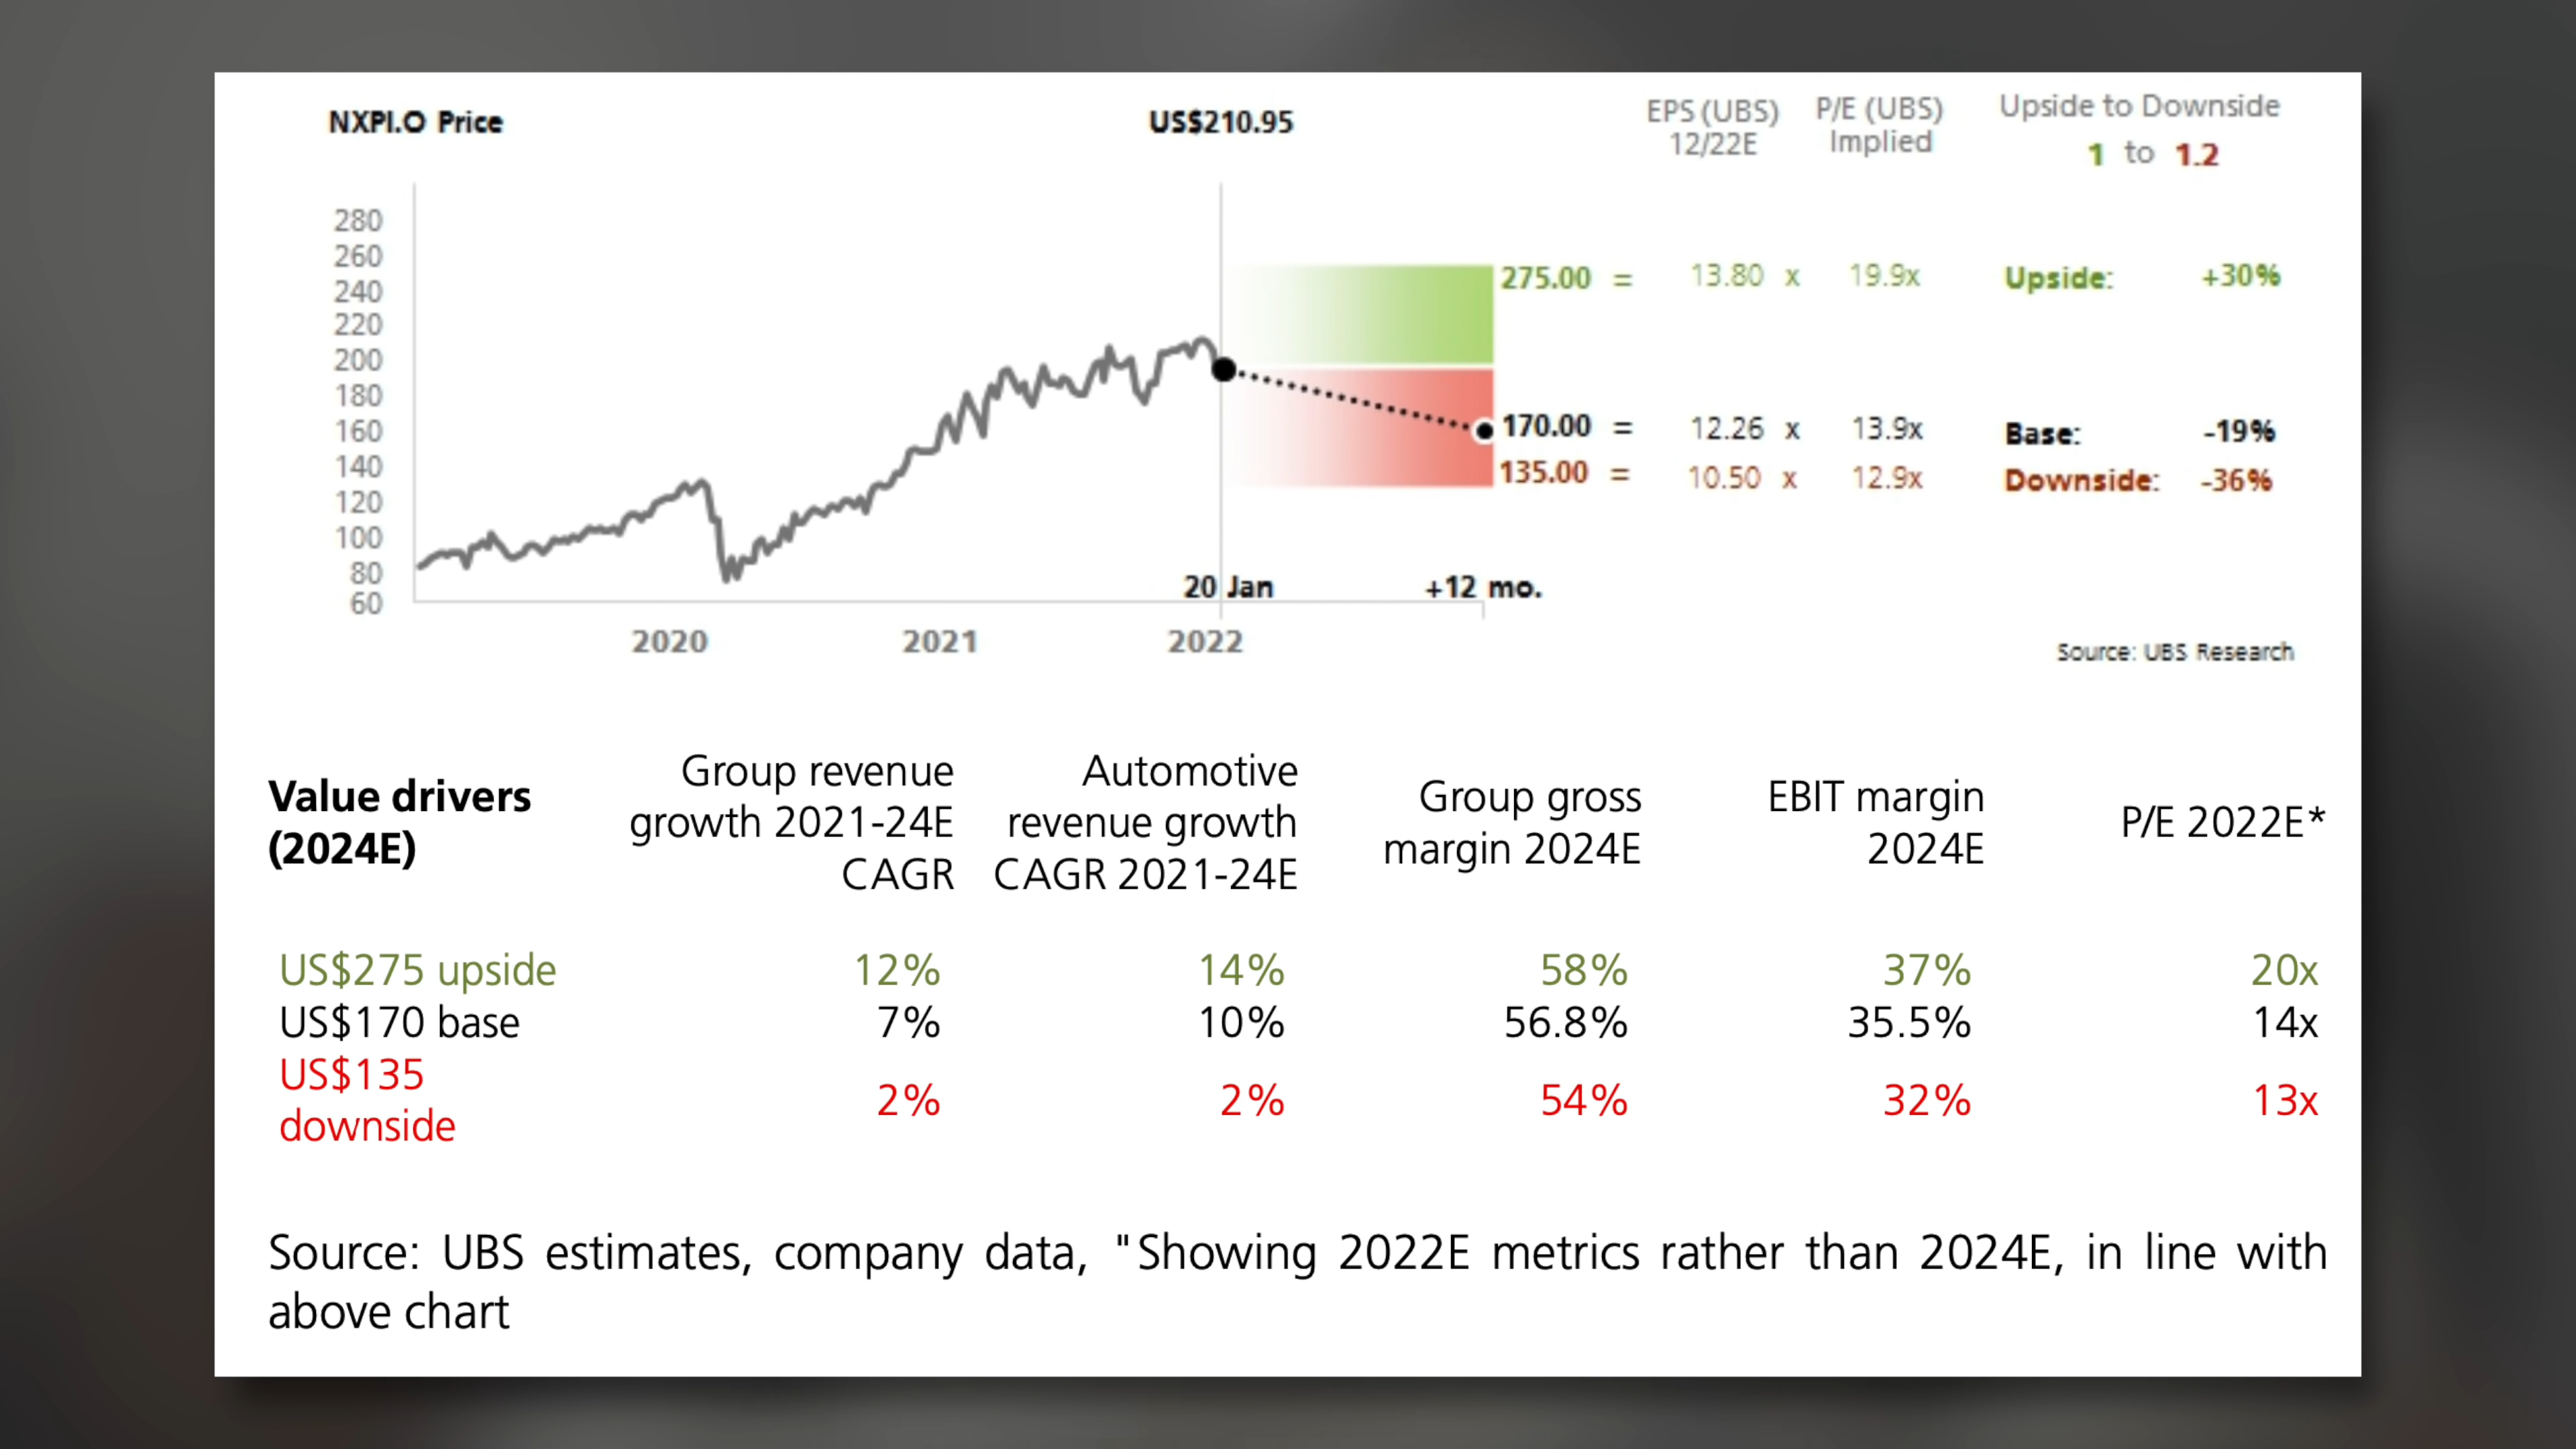 NXPI.O Price
US$210.95
EPS (UBS) 12/22E
P/E (UBS) Implied
Upside to Downside
1 to 1.2
280
260
240
220
200
180
160
140
120
100
80
60
275.00 = 13.80 x 19.9x Upside: +30%
170.00 = 12.26 x 13.9x Base: -19%
135.00 = 10.50 x 12.9x Downside: -36%
20 Jan +12 mo.
2020 2021 2022
Source: UBS Research
Value drivers
(2024E)
Group revenue
growth 2021-24E
CAGR
Automotive
revenue growth
CAGR 2021-24E
Group gross
margin 2024E
EBIT margin
2024E
P/E 2022E*
US$275 upside 12% 14% 58% 37% 20x
US$170 base 7% 10% 56.8% 35.5% 14x
US$135
downside
2% 2% 54% 32% 13x
Source: UBS estimates, company data, "Showing 2022E metrics rather than 2024E, in line with
above chart